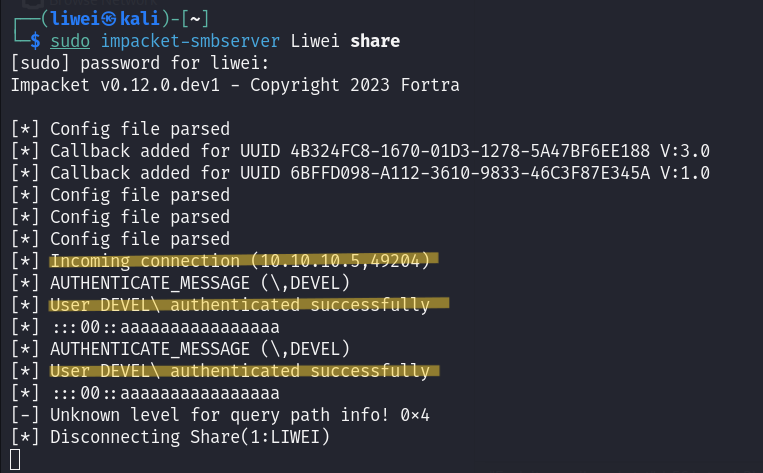 ┌──(liwei㉿kali)-[~]
└─$ sudo impacket-smbserver Liwei share
[sudo] password for liwei:
Impacket v0.12.0.dev1 - Copyright 2023 Fortra
[*] Config file parsed
[*] Callback added for UUID 4B324FC8-1670-01D3-1278-5A47BF6EE188 V:3.0
[*] Callback added for UUID 6BFFD098-A112-3610-9833-46C3F87E345A V:1.0
[*] Config file parsed
[*] Config file parsed
[*] Config file parsed
[*] Incoming connection (10.10.10.5,49204)
[*] AUTHENTICATE_MESSAGE (\,DEVEL)
[*] User DEVEL\ authenticated successfully
[*] :::00::aaaaaaaaaaaaaaaa
[*] AUTHENTICATE_MESSAGE (\,DEVEL)
[*] User DEVEL\ authenticated successfully
[*] :::00::aaaaaaaaaaaaaaaa
[-] Unknown level for query path info! 0×4
[*] Disconnecting Share(1:LIWEI)